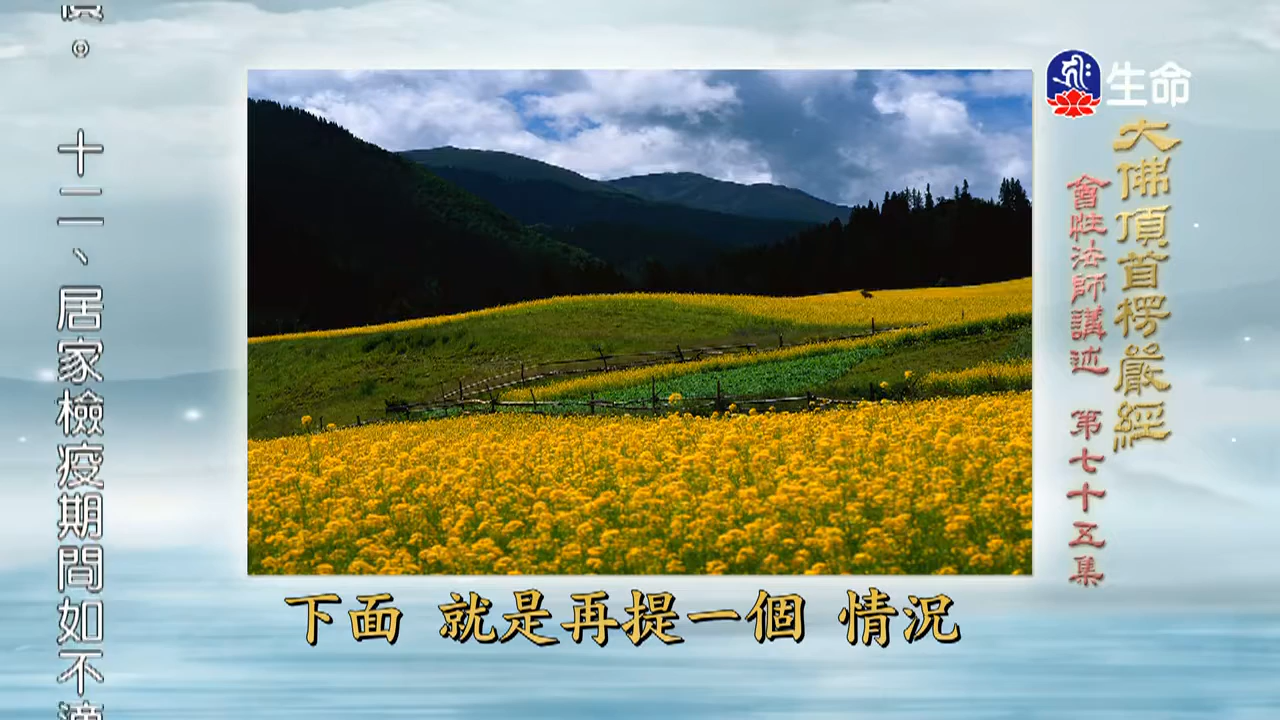 生命
大佛頂首楞嚴經
會性法師講述 第七十五集
十二、居家檢疫期間如不
下面 就是再提一個 情況